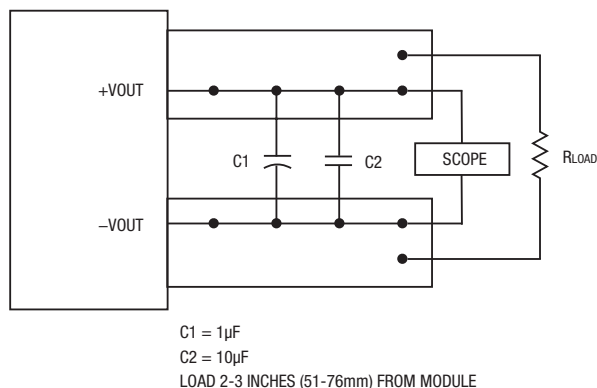 +VOUT
C1
C2
SCOPE
RLOAD
−VOUT
C1 = 1µF
C2 = 10µF
LOAD 2-3 INCHES (51-76mm) FROM MODULE